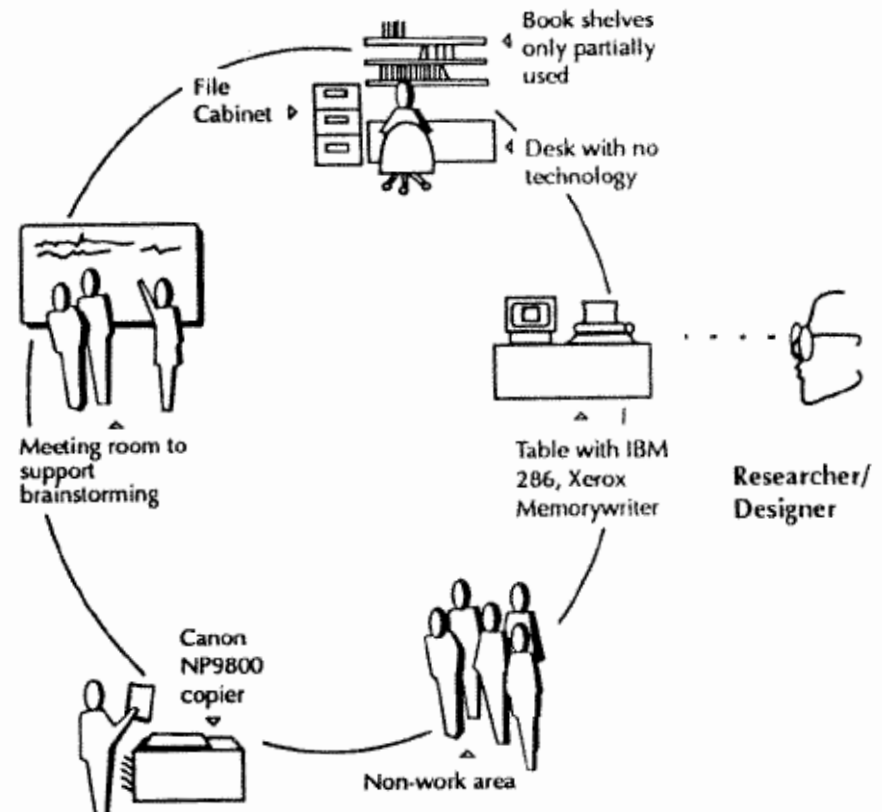 Book shelves
only partially
used
File
Cabinet
Desk with no
technology
Meeting room to
support
brainstorming
Table with IBM
286, Xerox
Memorywriter
Researcher/
Designer
Canon
NP9800
copier
Non-work area